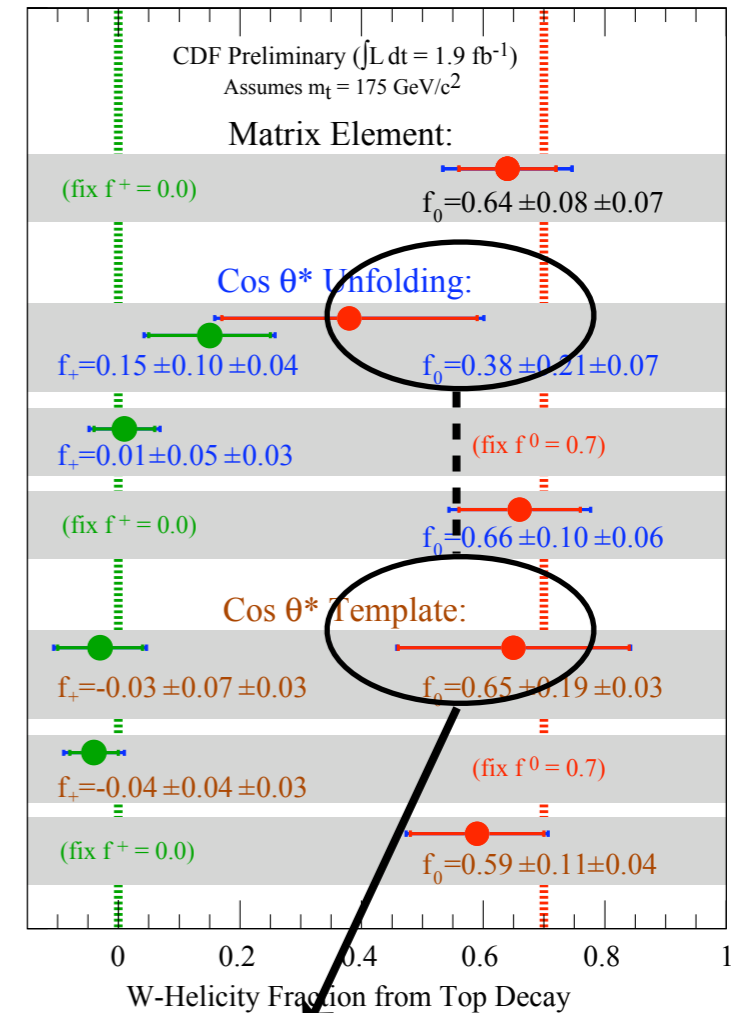 CDF Preliminary (∫L dt = 1.9 fb-1)
Assumes mt = 175 GeV/c2
Matrix Element:
(fix f+ = 0.0)
f0=0.64 ±0.08 ±0.07
Cos θ* Unfolding:
f+=0.15 ±0.10 ±0.04 f0=0.38 ±0.21±0.07
f+=0.01±0.05 ±0.03 (fix f0 = 0.7)
(fix f+ = 0.0) f0=0.66 ±0.10 ±0.06
Cos θ* Template:
f+=-0.03 ±0.07 ±0.03 f0=0.65 ±0.19 ±0.03
f+=-0.04 ±0.04 ±0.03 (fix f0 = 0.7)
(fix f+ = 0.0) f0=0.59 ±0.11±0.04
0 0.2 0.4 0.6 0.8 1
W-Helicity Fraction from Top Decay